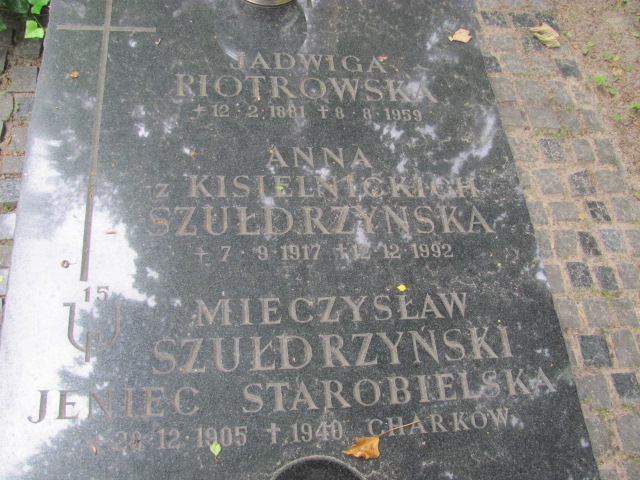 JADWIGA
PIOTROWSKA
+ 12·2·1881 + 8·8·1959
ANNA
z KISIELNICKICH
SZUŁDRZYŃSKA
+ 7·9·1917 + 12·12·1992
15
MIECZYSŁAW
SZUŁDRZYŃSKI
JENIEC STAROBIELSKA
12·1905 + 1940 CHARKÓW